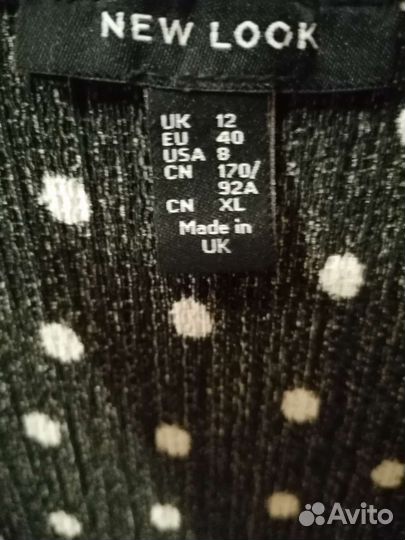 NEW LOOK
UK 12
EU 40
USA 8
CN 170/
92A
CN XL
Made in
UK
Avito